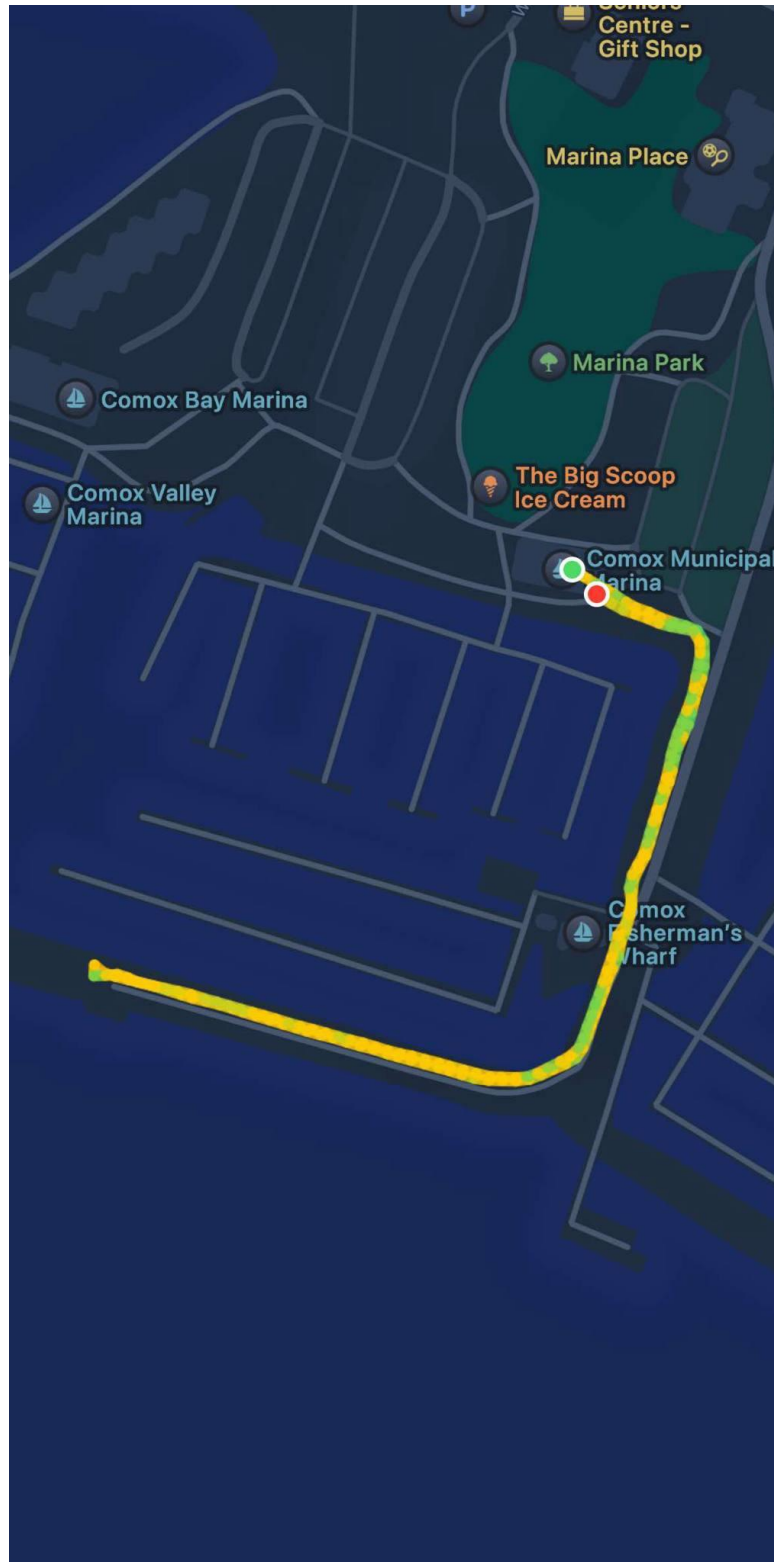 P
Seniors
Centre -
Gift Shop
Marina Place
Marina Park
Comox Bay Marina
The Big Scoop
Ice Cream
Comox Valley
Marina
Comox Municipal
Marina
Comox
Fisherman's
Wharf